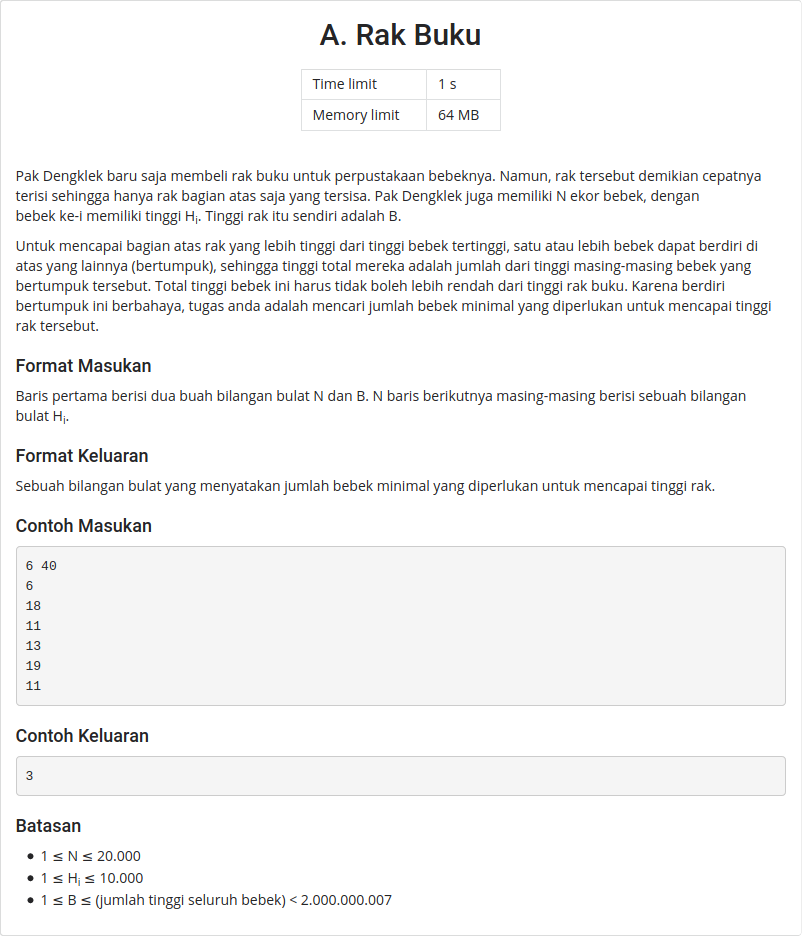 A. Rak Buku
Time limit 1 s
Memory limit 64 MB
Pak Dengklek baru saja membeli rak buku untuk perpustakaan bebeknya. Namun, rak tersebut demikian cepatnya
terisi sehingga hanya rak bagian atas saja yang tersisa. Pak Dengklek juga memiliki N ekor bebek, dengan
bebek ke-i memiliki tinggi Hi. Tinggi rak itu sendiri adalah B.
Untuk mencapai bagian atas rak yang lebih tinggi dari tinggi bebek tertinggi, satu atau lebih bebek dapat berdiri di
atas yang lainnya (bertumpuk), sehingga tinggi total mereka adalah jumlah dari tinggi masing-masing bebek yang
bertumpuk tersebut. Total tinggi bebek ini harus tidak boleh lebih rendah dari tinggi rak buku. Karena berdiri
bertumpuk ini berbahaya, tugas anda adalah mencari jumlah bebek minimal yang diperlukan untuk mencapai tinggi
rak tersebut.
Format Masukan
Baris pertama berisi dua buah bilangan bulat N dan B. N baris berikutnya masing-masing berisi sebuah bilangan
bulat Hi.
Format Keluaran
Sebuah bilangan bulat yang menyatakan jumlah bebek minimal yang diperlukan untuk mencapai tinggi rak.
Contoh Masukan
6 40
6
18
11
13
19
11
Contoh Keluaran
3
Batasan
• 1 ≤ N ≤ 20.000
• 1 ≤ Hi ≤ 10.000
• 1 ≤ B ≤ (jumlah tinggi seluruh bebek) < 2.000.000.007